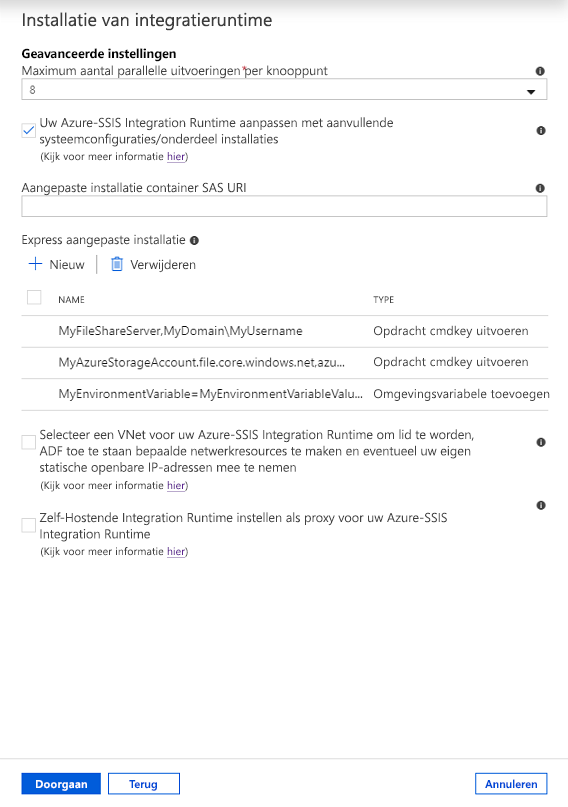 Installatie van integratieruntime
Geavanceerde instellingen
Maximum aantal parallelle uitvoeringen*per knooppunt
8
Uw Azure-SSIS Integration Runtime aanpassen met aanvullende
systeemconfiguraties/onderdeel installaties
(Kijk voor meer informatie hier)
Aangepaste installatie container SAS URI
Express aangepaste installatie
Nieuw Verwijderen
NAME TYPE
MyFileShareServer,MyDomain\MyUsername Opdracht cmdkey uitvoeren
MyAzureStorageAccount.file.core.windows.net,azu... Opdracht cmdkey uitvoeren
MyEnvironmentVariable=MyEnvironmentVariableValu... Omgevingsvariabele toevoegen
Selecteer een VNet voor uw Azure-SSIS Integration Runtime om lid te worden,
ADF toe te staan bepaalde netwerkresources te maken en eventueel uw eigen
statische openbare IP-adressen mee te nemen
(Kijk voor meer informatie hier)
Zelf-Hostende Integration Runtime instellen als proxy voor uw Azure-SSIS
Integration Runtime
(Kijk voor meer informatie hier)
Doorgaan Terug Annuleren